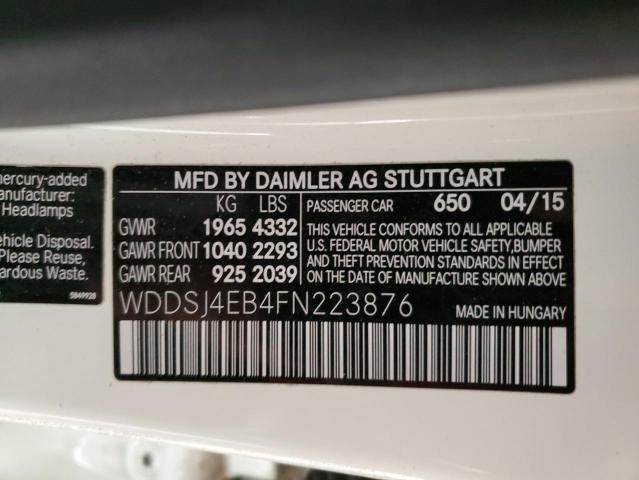 mercury-added
manufacturer:
Headlamps
ehicle Disposal.
Please Reuse,
ardous Waste.
5849928
MFD BY DAIMLER AG STUTTGART
KG LBS
GVWR 1965 4332
GAWR FRONT 1040 2293
GAWR REAR 925 2039
PASSENGER CAR 650 04/15
THIS VEHICLE CONFORMS TO ALL APPLICABLE
U.S. FEDERAL MOTOR VEHICLE SAFETY,BUMPER
AND THEFT PREVENTION STANDARDS IN EFFECT
ON THE DATE OF MANUFACTURE SHOWN ABOVE
WDDSJ4EB4FN223876
MADE IN HUNGARY